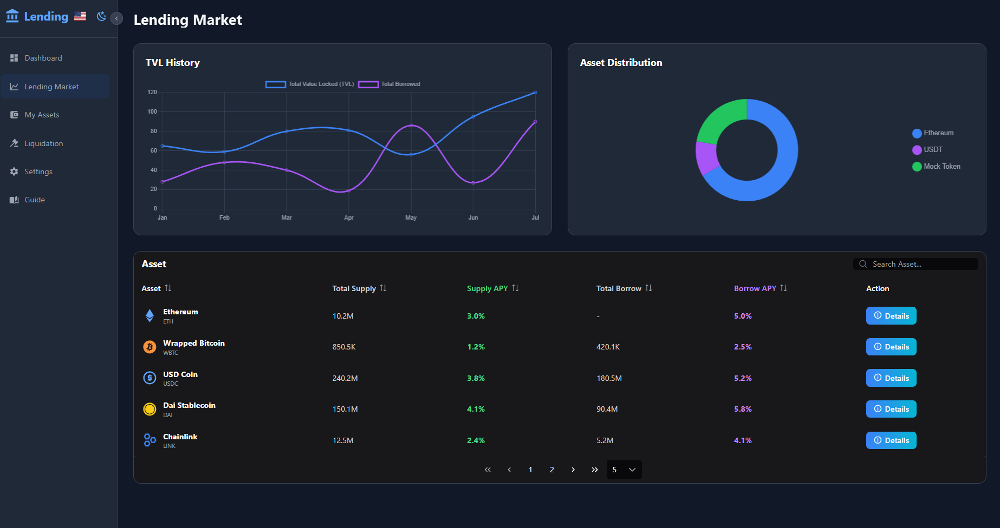 Lending
Lending Market
Dashboard
Lending Market
My Assets
Liquidation
Settings
Guide
TVL History
Total Value Locked (TVL) Total Borrowed
120
100
80
60
40
20
0
Jan Feb Mar Apr May Jun Jul
Asset Distribution
Ethereum
USDT
Mock Token
Asset
Search Asset...
Asset Total Supply Supply APY Total Borrow Borrow APY Action
Ethereum
ETH
10.2M 3.0% - 5.0% Details
Wrapped Bitcoin
WBTC
850.5K 1.2% 420.1K 2.5% Details
USD Coin
USDC
240.2M 3.8% 180.5M 5.2% Details
Dai Stablecoin
DAI
150.1M 4.1% 90.4M 5.8% Details
Chainlink
LINK
12.5M 2.4% 5.2M 4.1% Details
« ‹ 1 2 › » 5